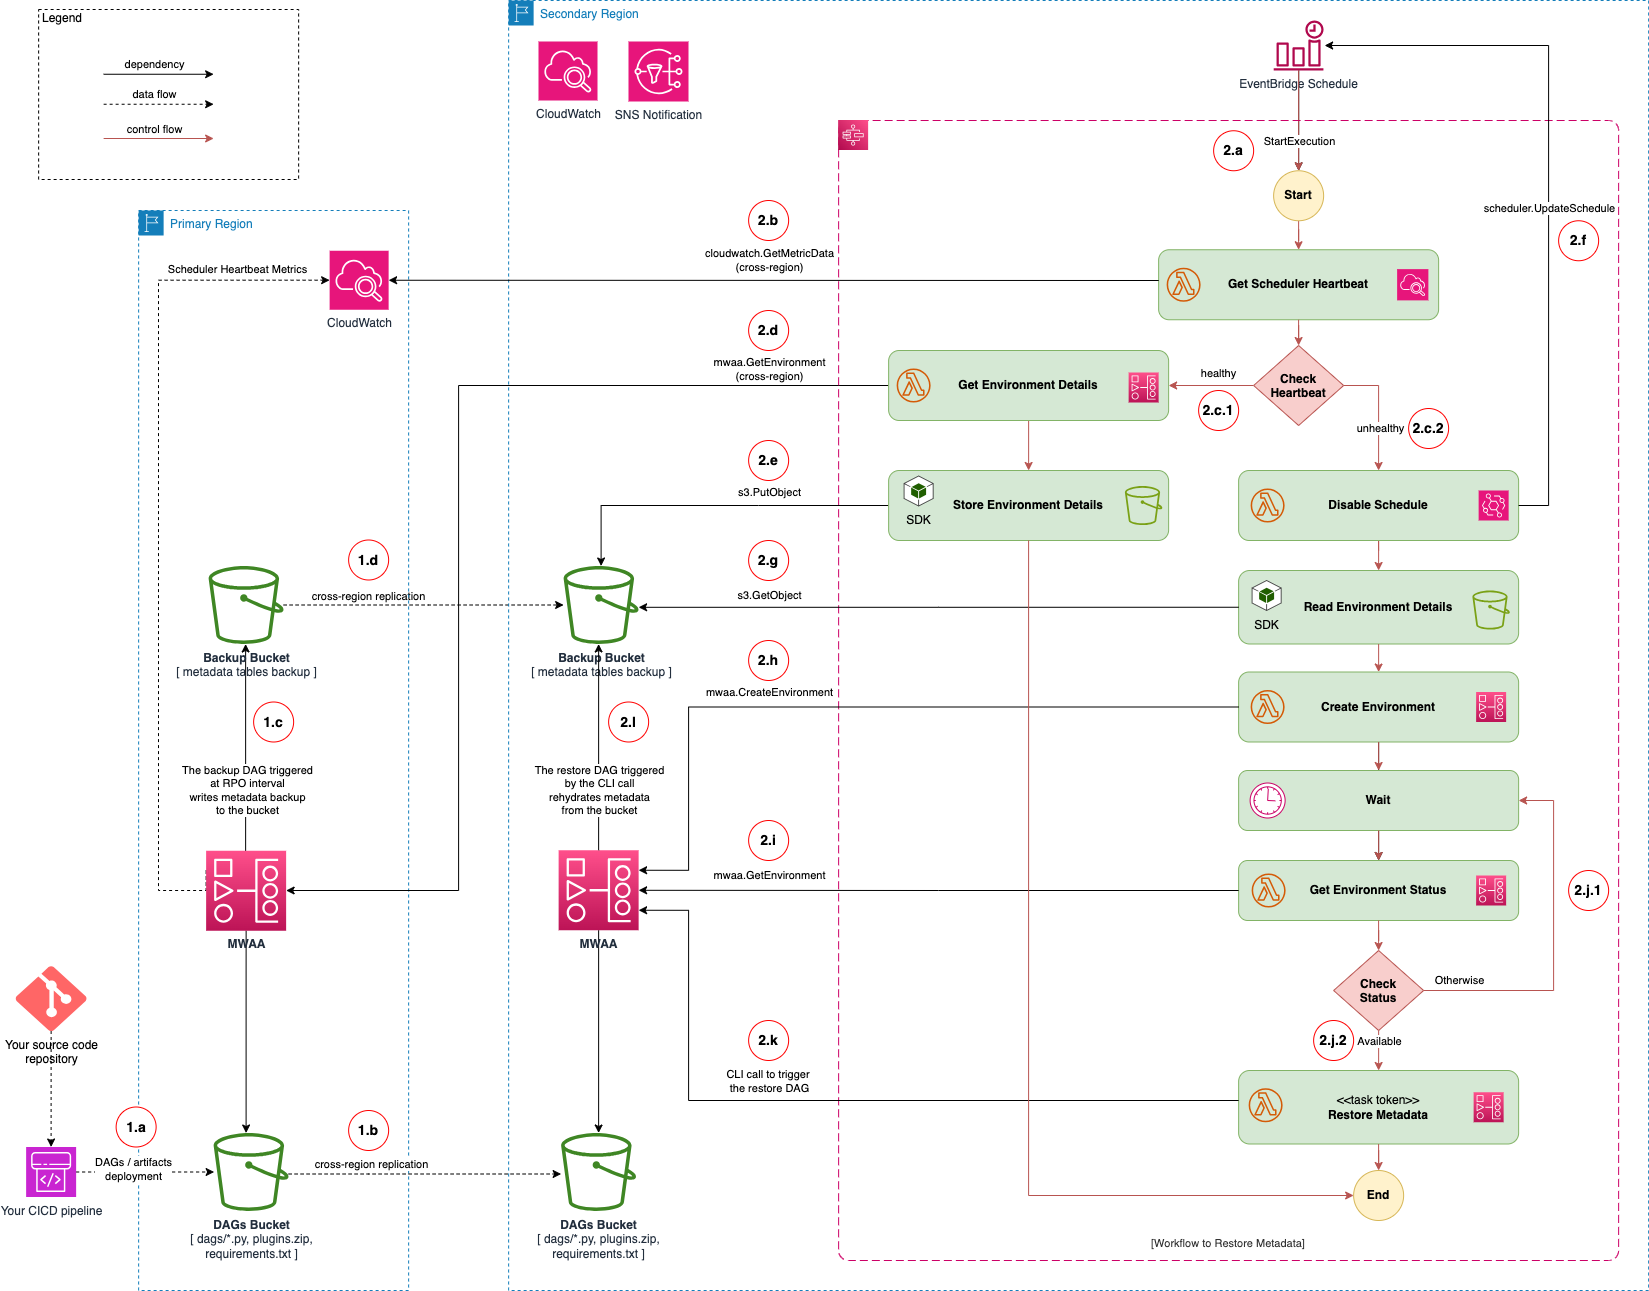 Legend
dependency
data flow
control flow
Secondary Region
CloudWatch
SNS Notification
EventBridge Schedule
2.a
StartExecution
Start
scheduler.UpdateSchedule
2.f
Primary Region
Scheduler Heartbeat Metrics
CloudWatch
2.b
cloudwatch.GetMetricData
(cross-region)
Get Scheduler Heartbeat
2.d
mwaa.GetEnvironment
(cross-region)
Get Environment Details
healthy
2.c.1
Check
Heartbeat
unhealthy
2.c.2
2.e
s3.PutObject
SDK
Store Environment Details
Disable Schedule
1.d
cross-region replication
2.g
s3.GetObject
SDK
Read Environment Details
Backup Bucket
[ metadata tables backup ]
Backup Bucket
[ metadata tables backup ]
2.h
mwaa.CreateEnvironment
Create Environment
1.c
The backup DAG triggered
at RPO interval
writes metadata backup
to the bucket
2.l
The restore DAG triggered
by the CLI call
rehydrates metadata
from the bucket
Wait
2.i
mwaa.GetEnvironment
Get Environment Status
2.j.1
MWAA
MWAA
Check
Status
Otherwise
2.j.2
Available
Your source code
repository
2.k
CLI call to trigger
the restore DAG
<<task token>>
Restore Metadata
1.a
DAGs / artifacts
deployment
1.b
cross-region replication
Your CICD pipeline
End
DAGs Bucket
[ dags/*.py, plugins.zip,
requirements.txt ]
DAGs Bucket
[ dags/*.py, plugins.zip,
requirements.txt ]
[Workflow to Restore Metadata]